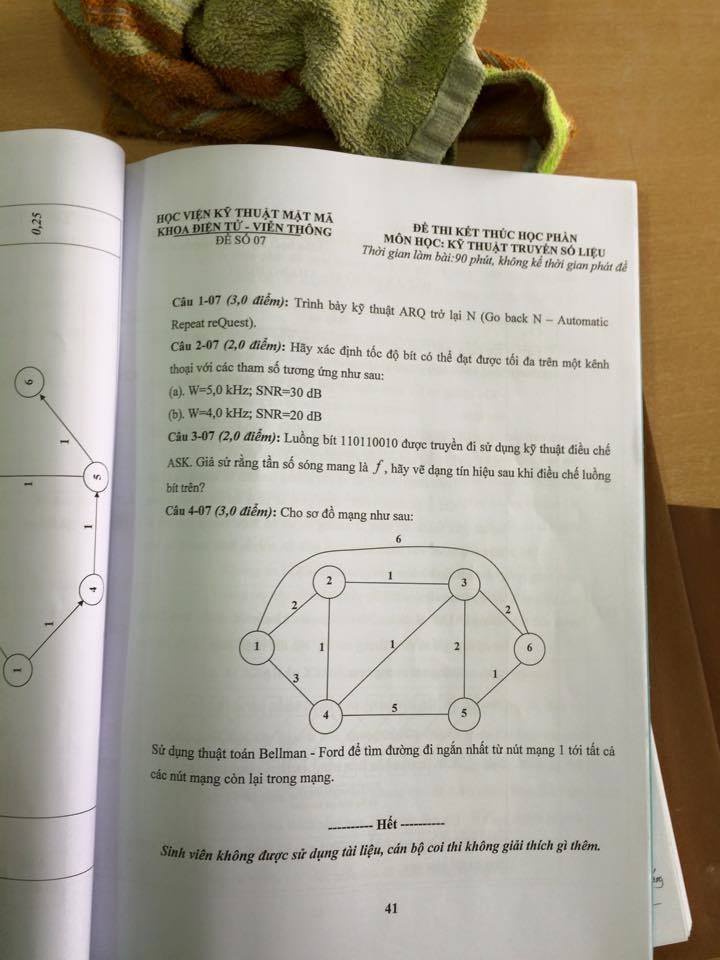 0,25
6
1
1
5
1
4
1
1
HỌC VIỆN KỸ THUẬT MẬT MÃ
KHOA ĐIỆN TỬ - VIỄN THÔNG
ĐỀ SỐ 07
ĐỀ THI KẾT THÚC HỌC PHẦN
MÔN HỌC: KỸ THUẬT TRUYỀN SỐ LIỆU
Thời gian làm bài:90 phút, không kể thời gian phát đề
Câu 1-07 (3,0 điểm): Trình bày kỹ thuật ARQ trở lại N (Go back N – Automatic
Repeat reQuest).
Câu 2-07 (2,0 điểm): Hãy xác định tốc độ bít có thể đạt được tối đa trên một kênh
thoại với các tham số tương ứng như sau:
(a). W=5,0 kHz; SNR=30 dB
(b). W=4,0 kHz; SNR=20 dB
Câu 3-07 (2,0 điểm): Luồng bít 110110010 được truyền đi sử dụng kỹ thuật điều chế
ASK. Giả sử rằng tần số sóng mang là f, hãy vẽ dạng tín hiệu sau khi điều chế luồng
bít trên?
Câu 4-07 (3,0 điểm): Cho sơ đồ mạng như sau:
6
2 1 3
2 2
1 1 1 2 6
3 1
4 5 5
Sử dụng thuật toán Bellman - Ford để tìm đường đi ngắn nhất từ nút mạng 1 tới tất cả
các nút mạng còn lại trong mạng.
---------- Hết ----------
Sinh viên không được sử dụng tài liệu, cán bộ coi thi không giải thích gì thêm.
41